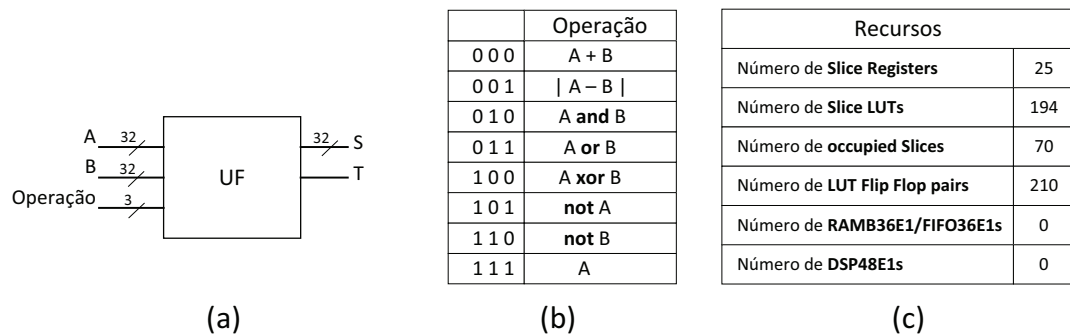 A 32
B 32
Operação 3
UF
32 S
T
(a)
Operação
0 0 0 A + B
0 0 1 | A – B |
0 1 0 A and B
0 1 1 A or B
1 0 0 A xor B
1 0 1 not A
1 1 0 not B
1 1 1 A
(b)
Recursos
Número de Slice Registers 25
Número de Slice LUTs 194
Número de occupied Slices 70
Número de LUT Flip Flop pairs 210
Número de RAMB36E1/FIFO36E1s 0
Número de DSP48E1s 0
(c)